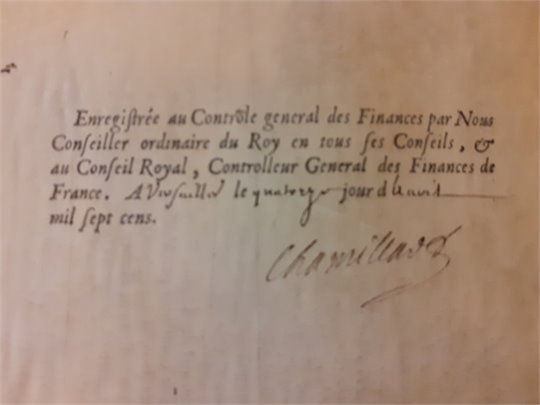 Enregiſtrée au Contrôle general des Finances par Nous
Conſeiller ordinaire du Roy en tous ſes Conſeils, &
au Conſeil Royal, Controlleur General des Finances de
France. A Versailles le quatorze jour d'avril
mil ſept cens.
Chamillart